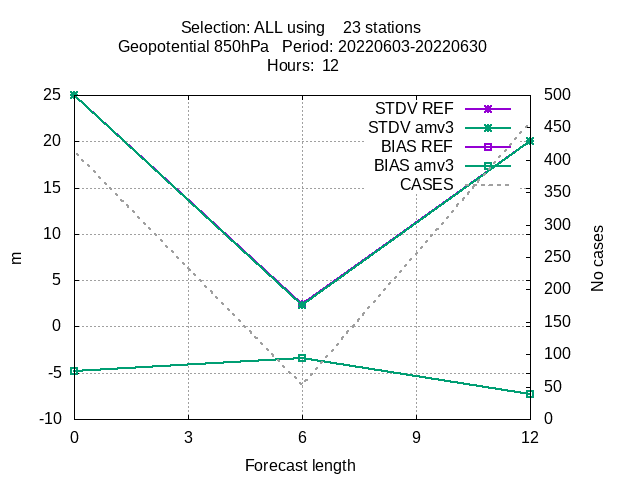 Selection: ALL using    23 stations
Geopotential 850hPa   Period: 20220603-20220630
Hours:  12
25
20
15
10
5
0
-5
-10
m
500
450
400
350
300
250
200
150
100
50
0
No cases
STDV REF
STDV amv3
BIAS REF
BIAS amv3
CASES
0 3 6 9 12
Forecast length